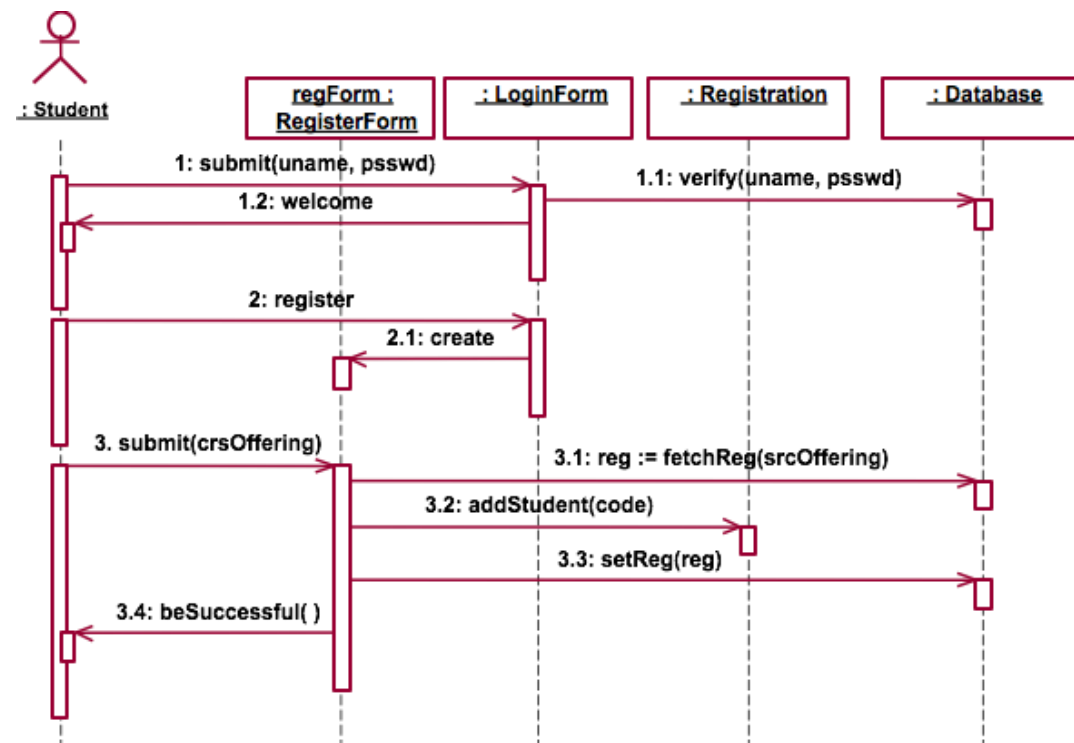 : Student
regForm :
RegisterForm
: LoginForm
: Registration
: Database
1: submit(uname, psswd)
1.1: verify(uname, psswd)
1.2: welcome
2: register
2.1: create
3. submit(crsOffering)
3.1: reg := fetchReg(srcOffering)
3.2: addStudent(code)
3.3: setReg(reg)
3.4: beSuccessful( )